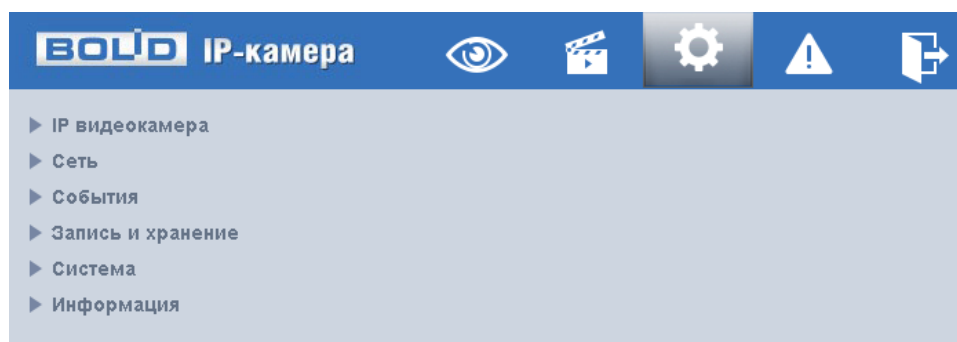 BOLID IP-камера
IP видеокамера
Сеть
События
Запись и хранение
Система
Информация